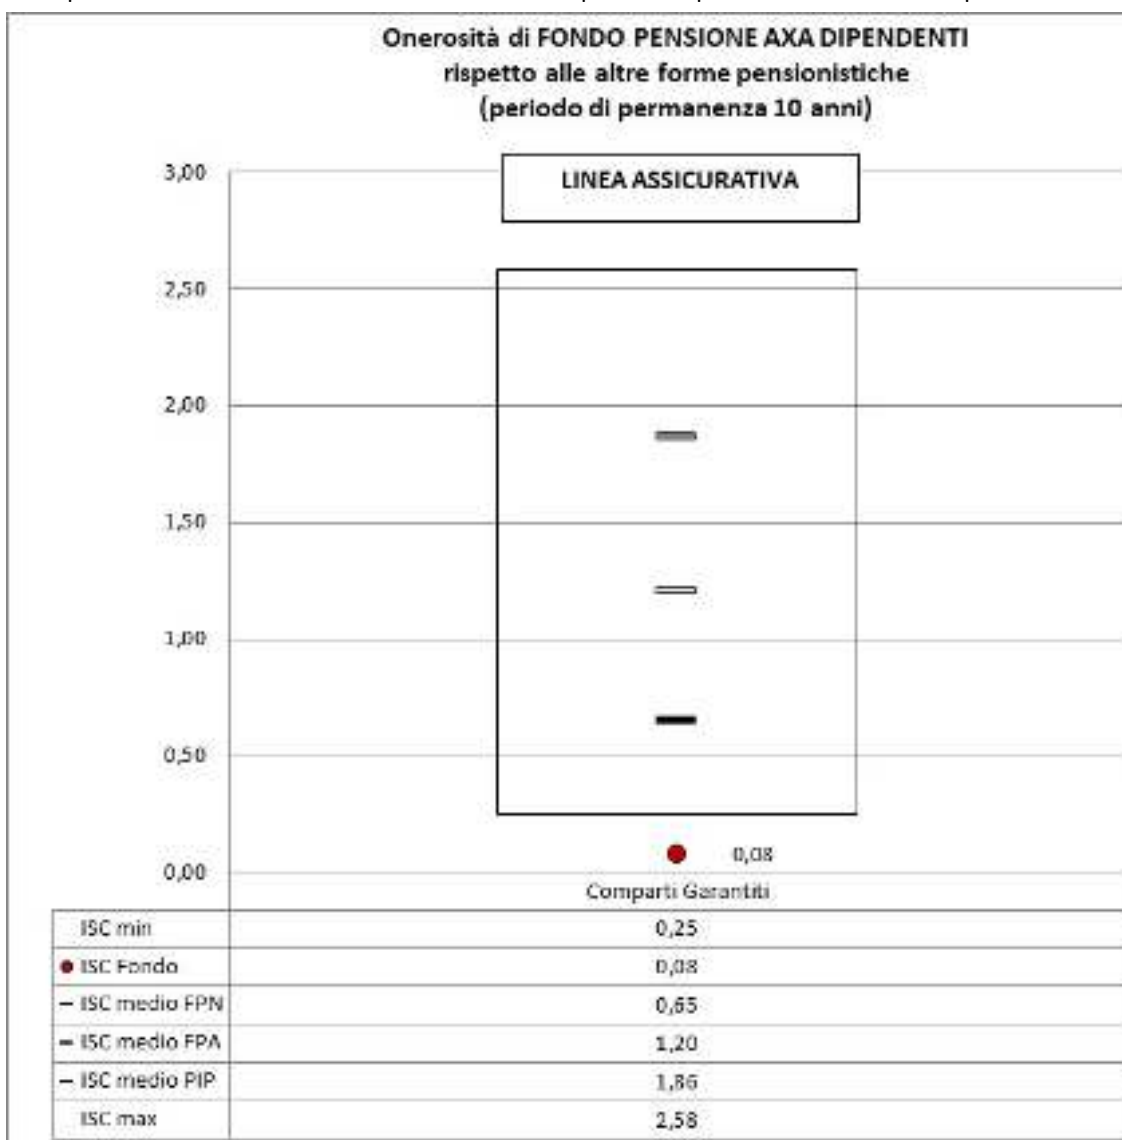 Onerosità di FONDO PENSIONE AXA DIPENDENTI
rispetto alle altre forme pensionistiche
(periodo di permanenza 10 anni)
LINEA ASSICURATIVA
3,00
2,50
2,00
1,50
1,00
0,50
0,00
0,08
Comparti Garantiti
ISC min 0,25
ISC Fondo 0,08
ISC medio FPN 0,65
ISC medio FPA 1,20
ISC medio PIP 1,86
ISC max 2,58